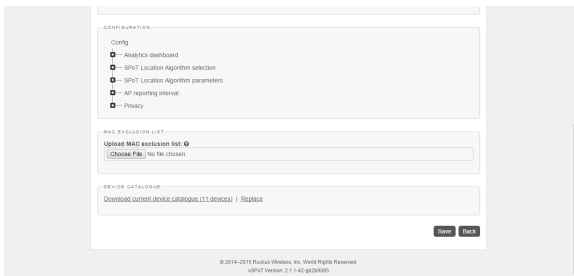 CONFIGURATION
Config
Analytics dashboard
SPoT Location Algorithm selection
SPoT Location Algorithm parameters
AP reporting interval
Privacy
MAC EXCLUSION LIST
Upload MAC exclusion list:
Choose File No file chosen
DEVICE CATALOGUE
Download current device catalogue (11 devices) | Replace
Save Back
© 2014–2015 Ruckus Wireless, Inc. World Rights Reserved.
vSPoT Version: 2.1.1-42-gb2b9085